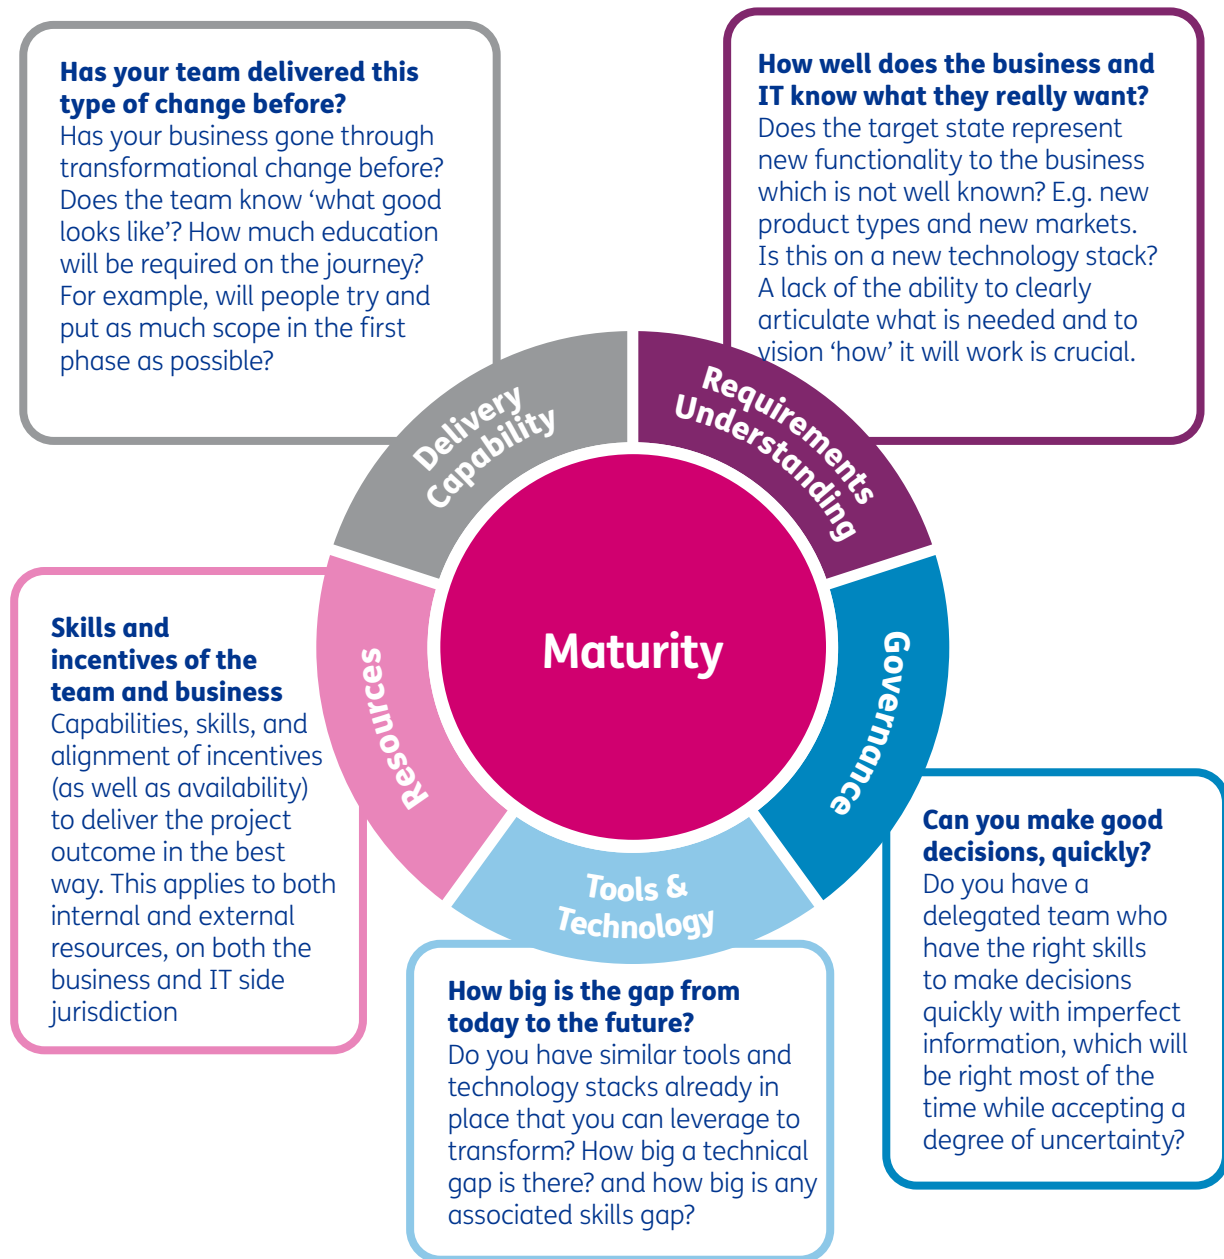 Has your team delivered this
type of change before?
Has your business gone through
transformational change before?
Does the team know ‘what good
looks like’? How much education
will be required on the journey?
For example, will people try and
put as much scope in the first
phase as possible?
How well does the business and
IT know what they really want?
Does the target state represent
new functionality to the business
which is not well known? E.g. new
product types and new markets.
Is this on a new technology stack?
A lack of the ability to clearly
articulate what is needed and to
vision ‘how’ it will work is crucial.
Delivery
Capability
Requirements
Understanding
Maturity
Resources
Governance
Tools &
Technology
Skills and
incentives of the
team and business
Capabilities, skills, and
alignment of incentives
(as well as availability)
to deliver the project
outcome in the best
way. This applies to both
internal and external
resources, on both the
business and IT side
jurisdiction
How big is the gap from
today to the future?
Do you have similar tools and
technology stacks already in
place that you can leverage to
transform? How big a technical
gap is there? and how big is any
associated skills gap?
Can you make good
decisions, quickly?
Do you have a
delegated team who
have the right skills
to make decisions
quickly with imperfect
information, which will
be right most of the
time while accepting a
degree of uncertainty?